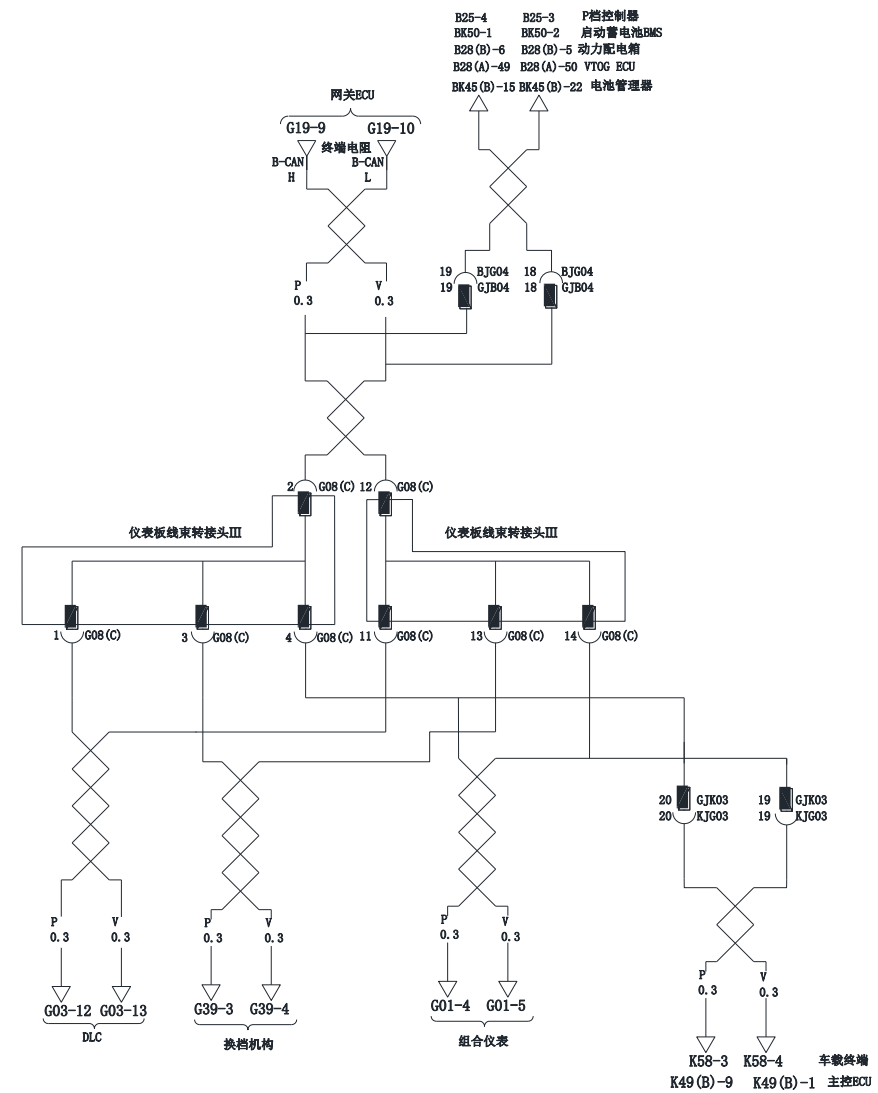 B25-4 B25-3 P档控制器
BK50-1 BK50-2 启动蓄电池BMS
B28(B)-6 B28(B)-5 动力配电箱
B28(A)-49 B28(A)-50 VTOG ECU
BK45(B)-15 BK45(B)-22 电池管理器
网关ECU
G19-9 G19-10
终端电阻
B-CAN B-CAN
H L
19 BJG04 18 BJG04
19 GJB04 18 GJB04
P V
0.3 0.3
2 G08(C) 12 G08(C)
仪表板线束转接头Ⅲ 仪表板线束转接头Ⅲ
1 G08(C) 3 G08(C) 4 G08(C) 11 G08(C) 13 G08(C) 14 G08(C)
20 GJK03 19 GJK03
20 KJG03 19 KJG03
P V P V P V
0.3 0.3 0.3 0.3 0.3 0.3
P V
0.3 0.3
G03-12 G03-13 G39-3 G39-4 G01-4 G01-5
DLC 换档机构 组合仪表
K58-3 K58-4 车载终端
K49(B)-9 K49(B)-1 主控ECU